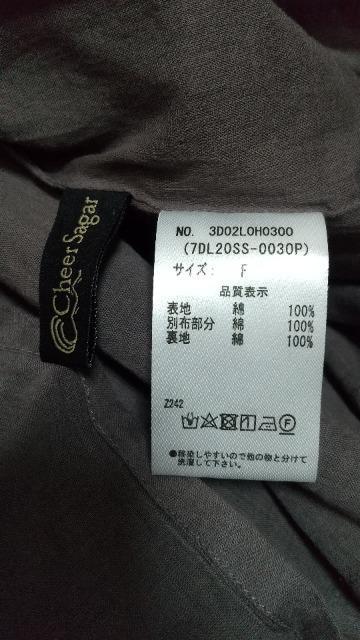 Cheer Sagar
NO. 3D02L0H0300
(7DL20SS-0030P)
サイズ: F
品質表示
表地 綿 100%
別布部分 綿 100%
裏地 綿 100%
Z242
F
●移染しやすいので他の物と分けて
洗濯して下さい。